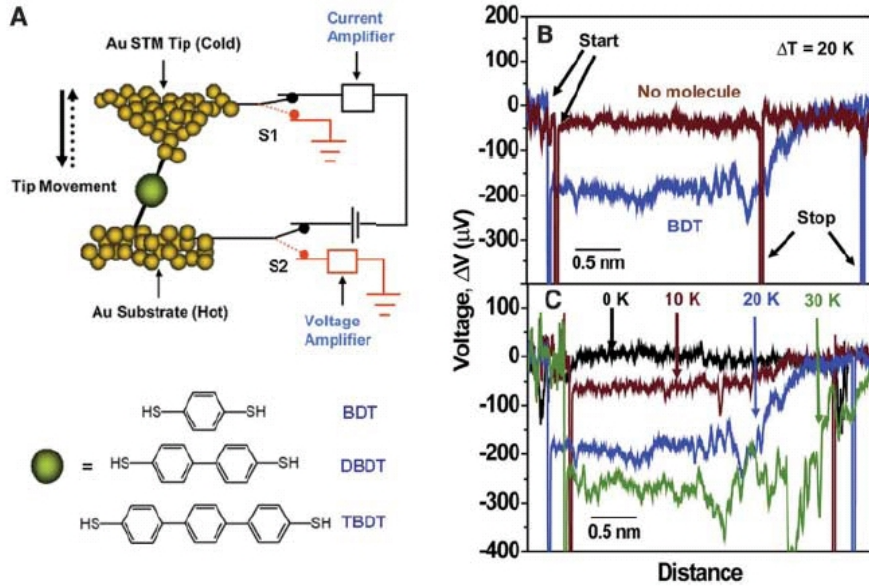 A
Au STM Tip (Cold)
Current
Amplifier
S1
Tip Movement
S2
Au Substrate (Hot)
Voltage
Amplifier
HS
SH
BDT
=
HS
SH
DBDT
HS
SH
TBDT
Voltage, ΔV (µV)
B
200
100
0
-100
-200
-300
Start
ΔT = 20 K
No molecule
BDT
Stop
0.5 nm
C
100
0
-100
-200
-300
-400
0 K
10 K
20 K
30 K
0.5 nm
Distance